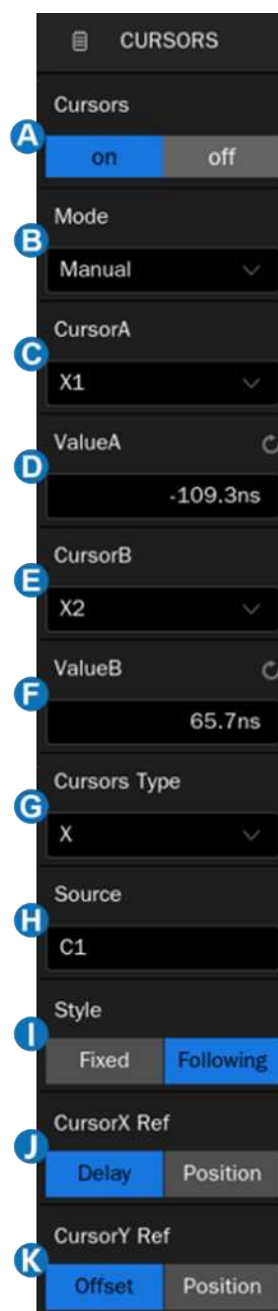 CURSORS
Cursors
A
on off
Mode
B
Manual
CursorA
C
X1
ValueA
D
-109.3ns
CursorB
E
X2
ValueB
F
65.7ns
Cursors Type
G
X
Source
H
C1
Style
I
Fixed Following
CursorX Ref
J
Delay Position
CursorY Ref
K
Offset Position